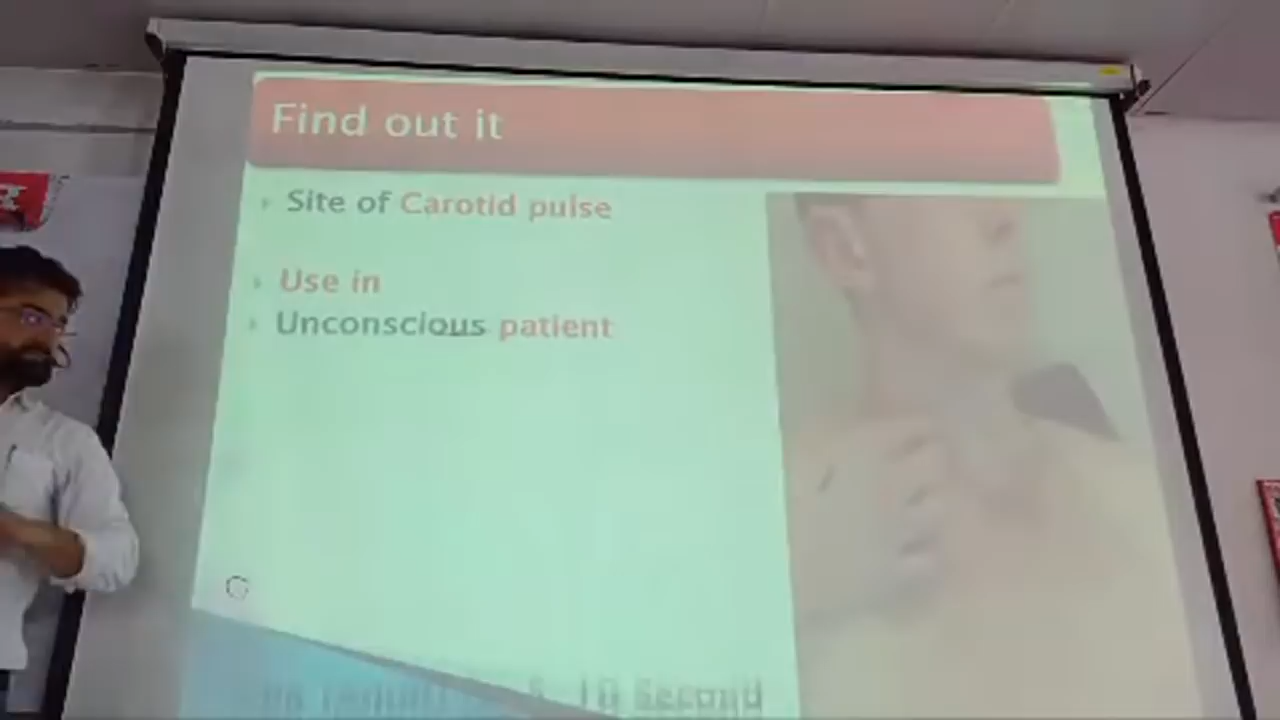 Find out it
Site of Carotid pulse
Use in
Unconscious patient
10 Second